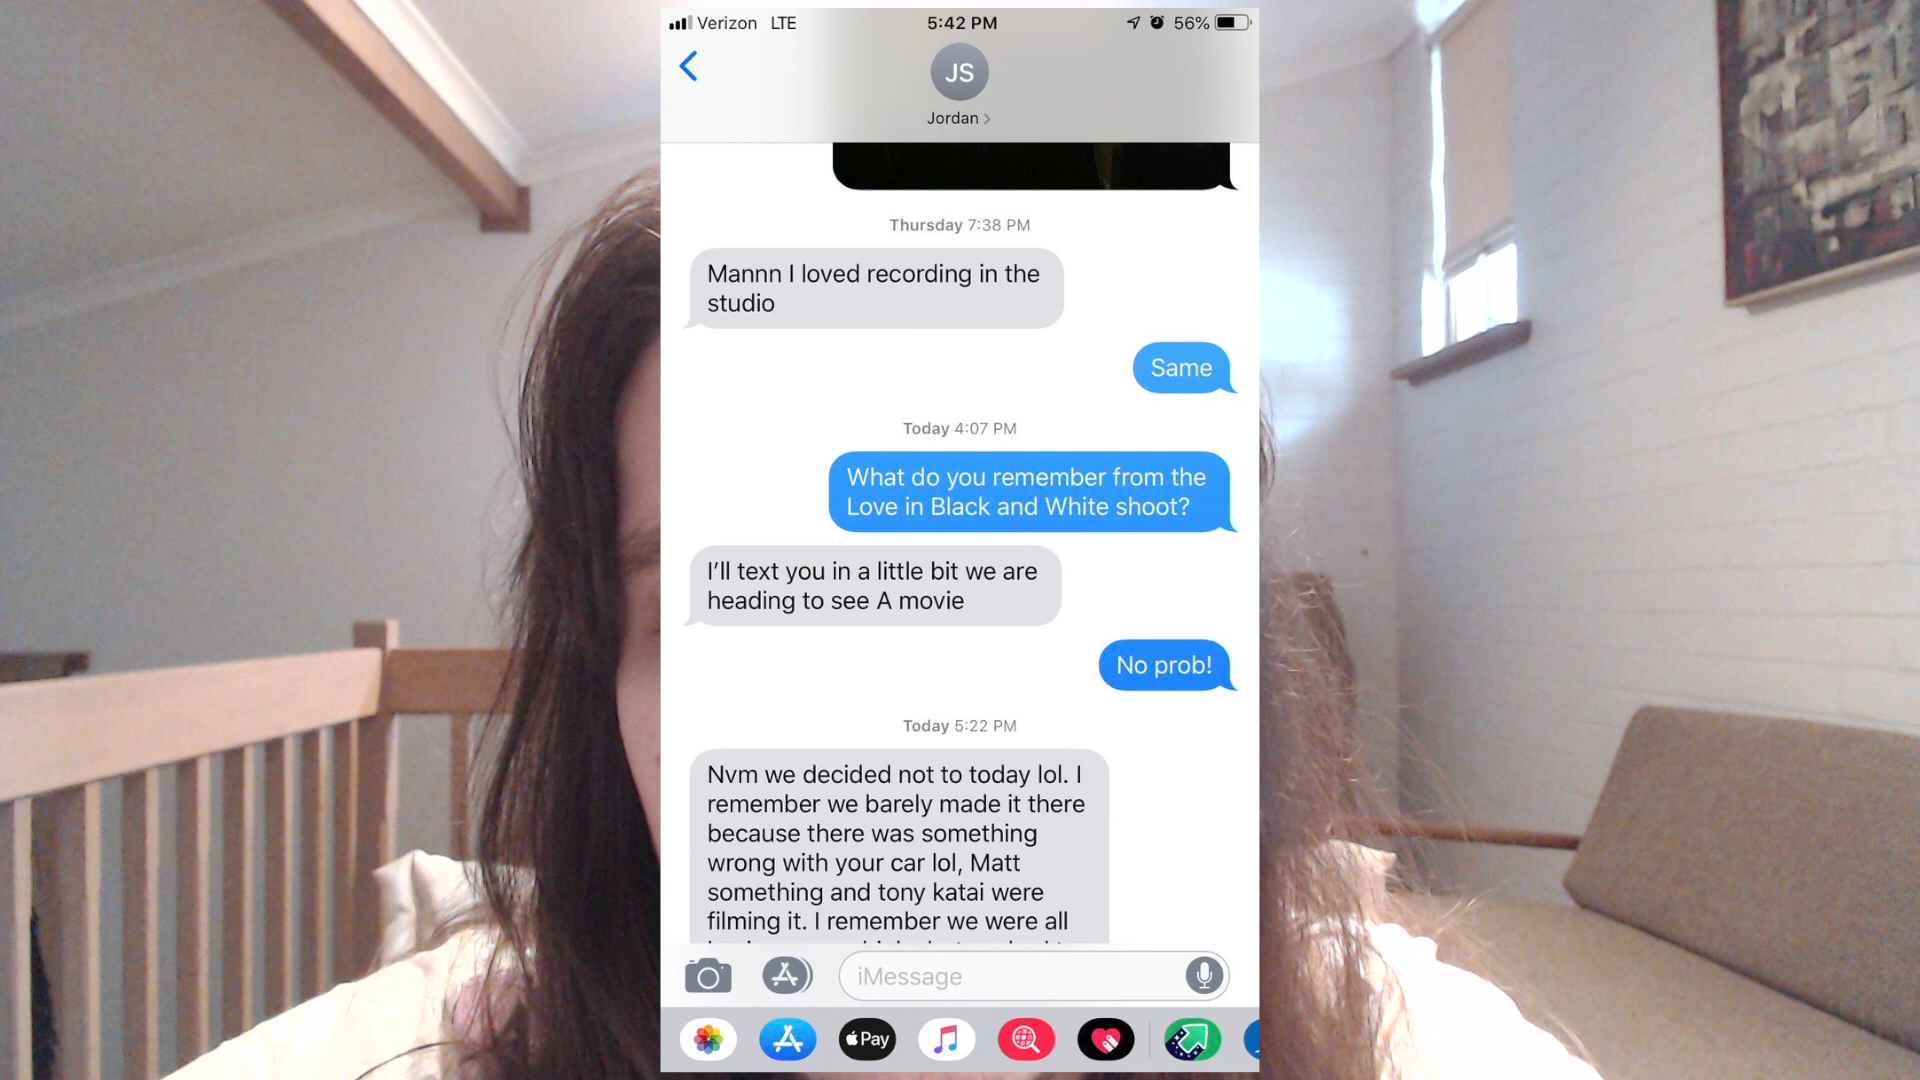 Verizon LTE 5:42 PM 56%
JS
Jordan
Thursday 7:38 PM
Mannn I loved recording in the
studio
Same
Today 4:07 PM
What do you remember from the
Love in Black and White shoot?
I'll text you in a little bit we are
heading to see A movie
No prob!
Today 5:22 PM
Nvm we decided not to today lol. I
remember we barely made it there
because there was something
wrong with your car lol, Matt
something and tony katai were
filming it. I remember we were all
iMessage
Pay